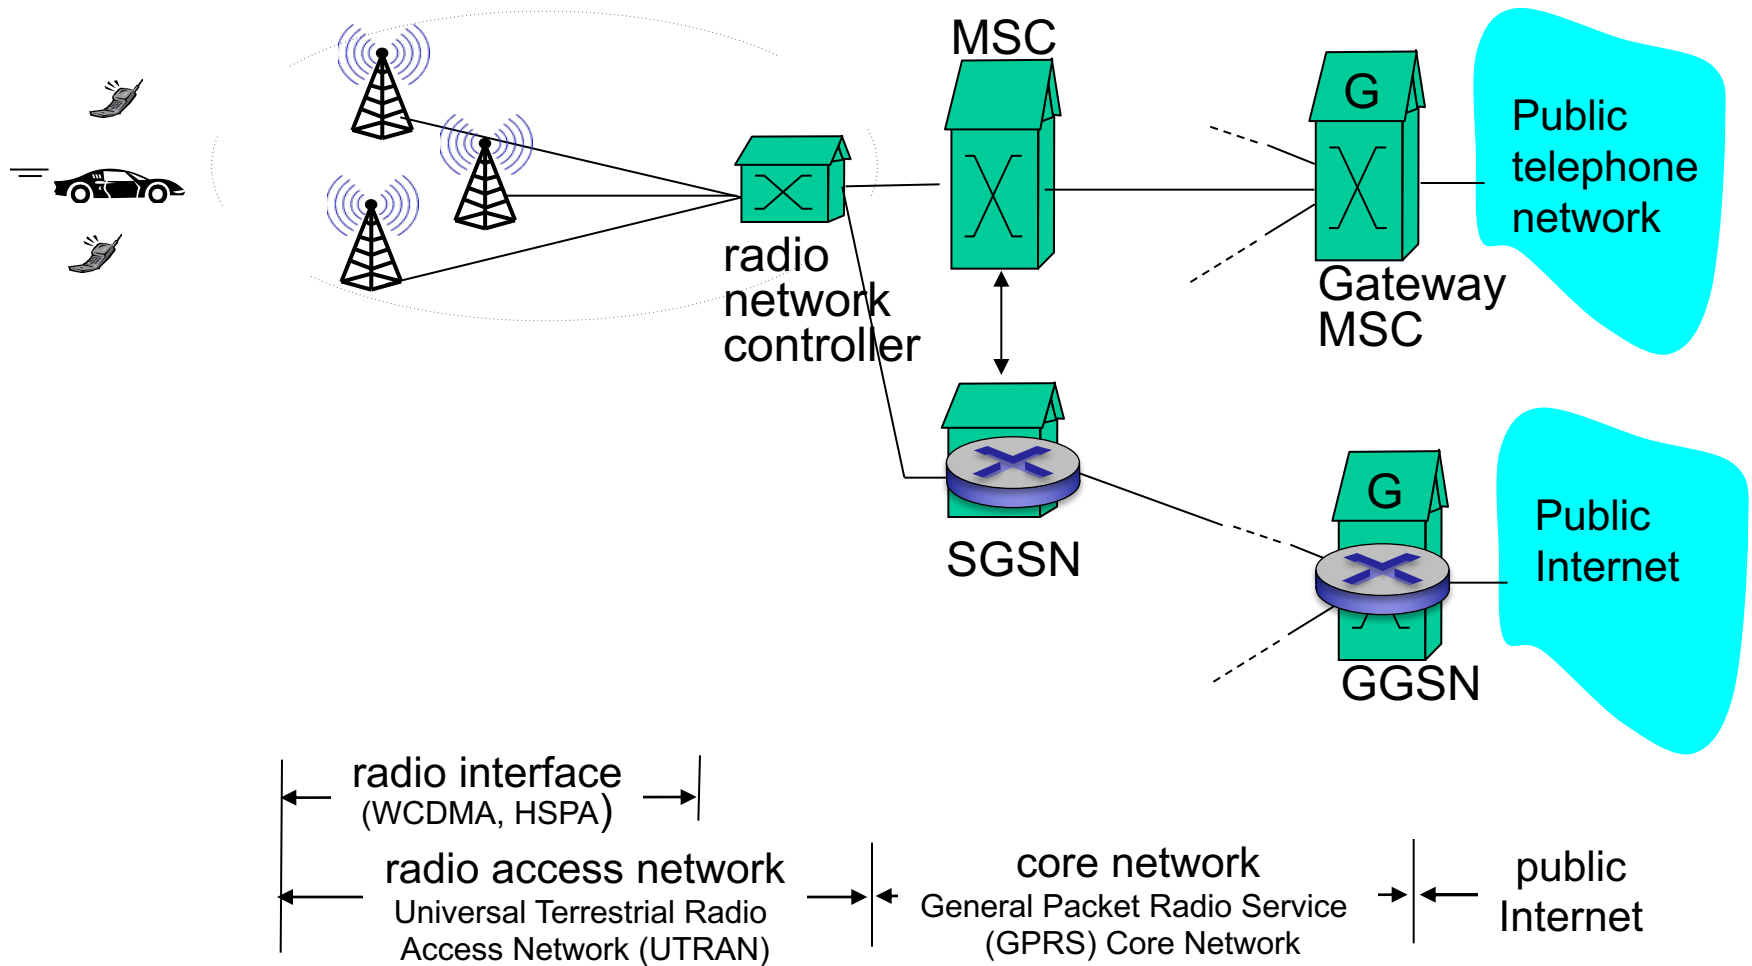 MSC
G
Public
telephone
network
radio
network
controller
Gateway
MSC
G
Public
Internet
SGSN
GGSN
radio interface
(WCDMA, HSPA)
radio access network
Universal Terrestrial Radio
Access Network (UTRAN)
core network
General Packet Radio Service
(GPRS) Core Network
public
Internet